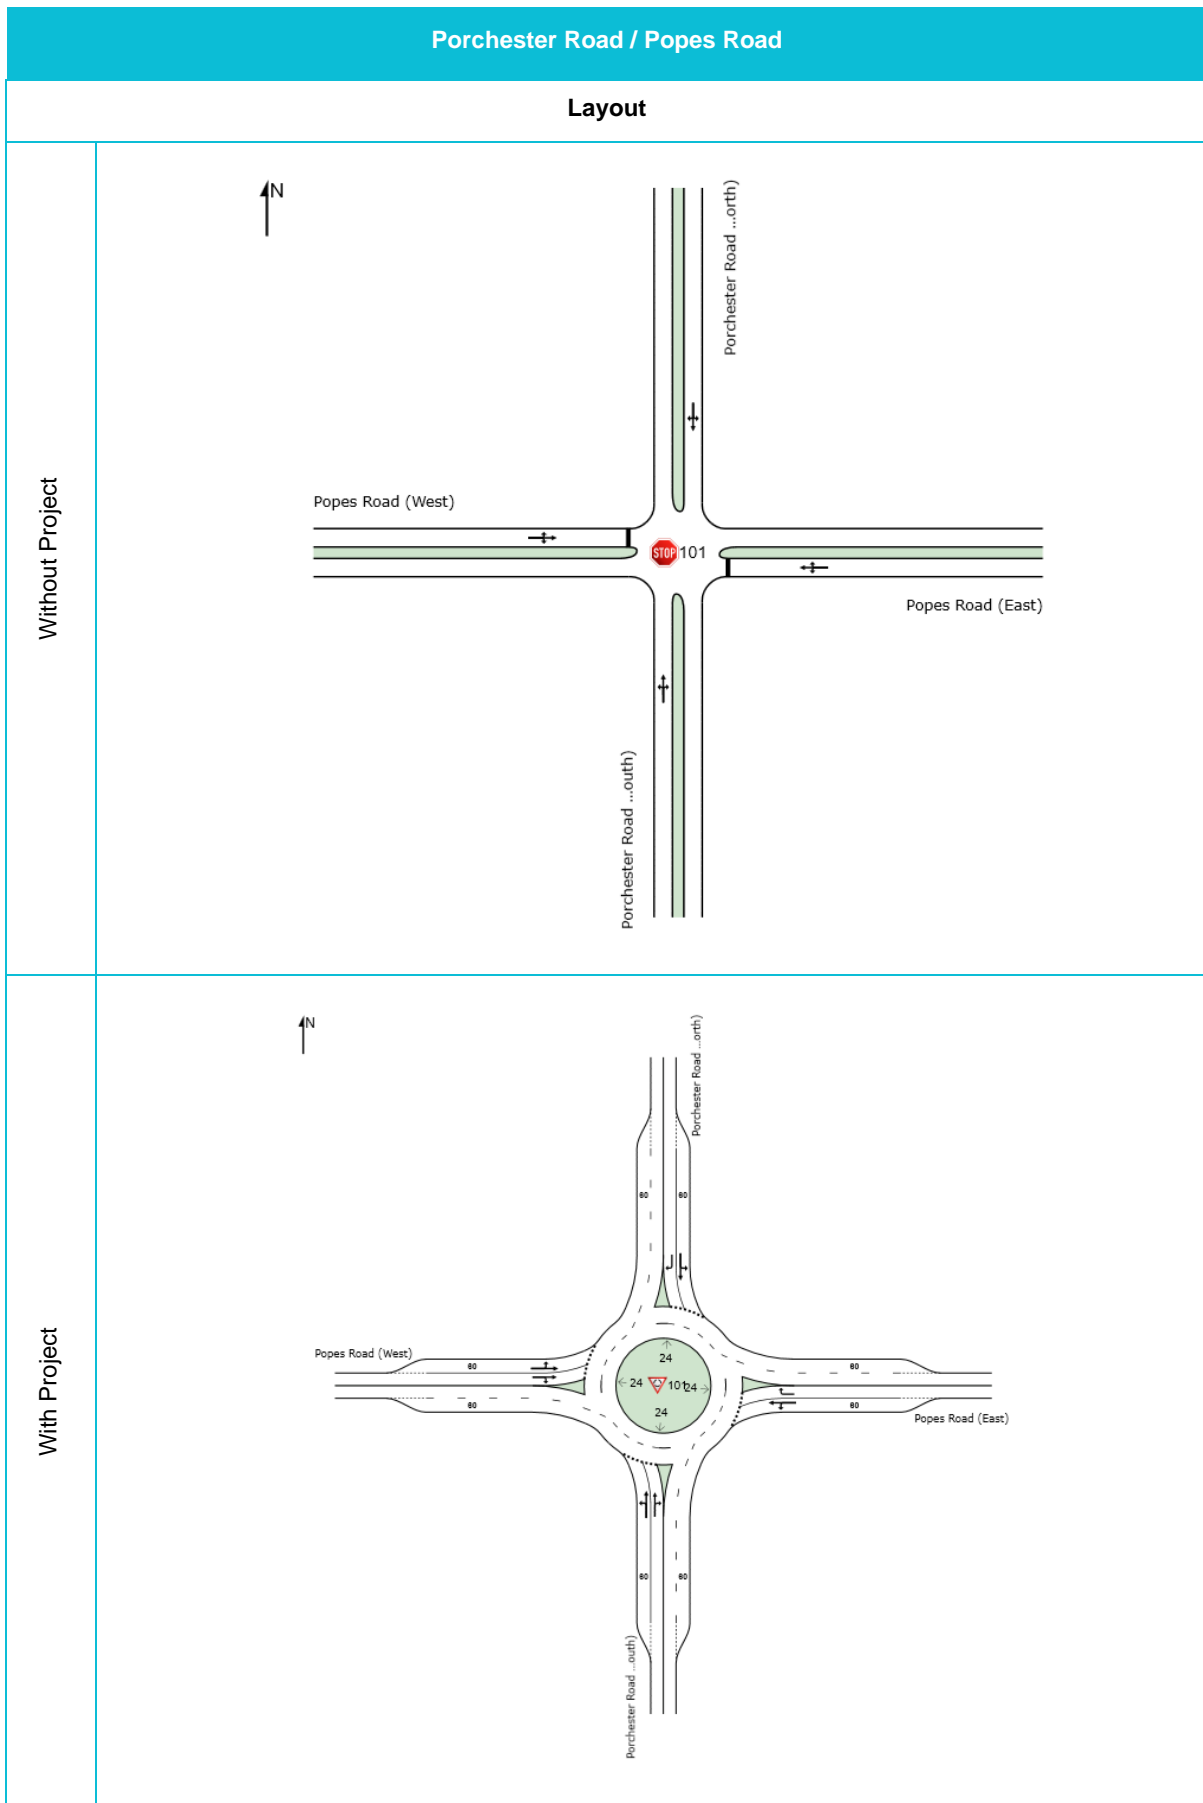 Porchester Road / Popes Road
Layout
Without Project
N
Porchester Road ...orth)
Popes Road (West)
STOP 101
Popes Road (East)
Porchester Road ...outh)
With Project
N
Porchester Road ...orth)
60 60
Popes Road (West)
60
60
24
24 101 24
24
60
60
Popes Road (East)
60 60
Porchester Road ...outh)